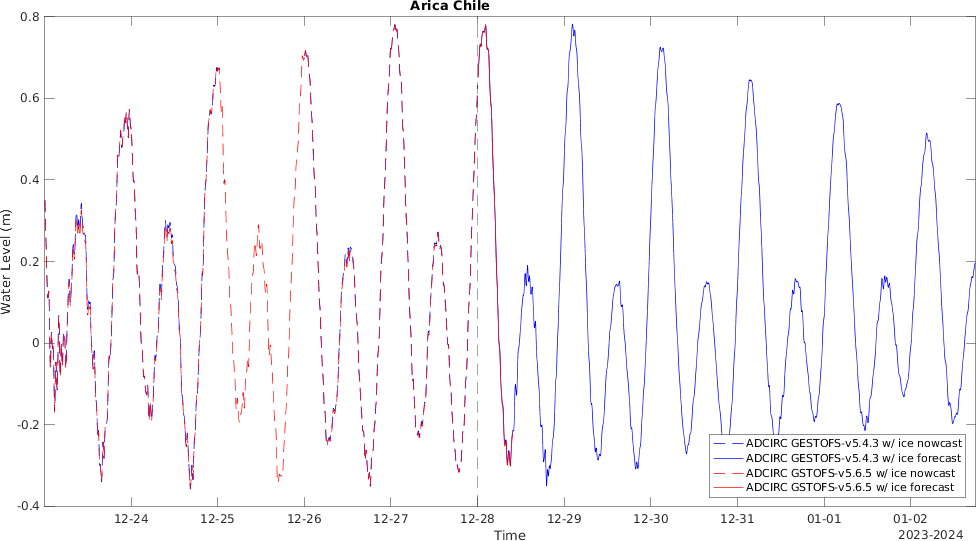 Arica Chile
0.8
0.6
0.4
0.2
0
-0.2
-0.4
Water Level (m)
12-24 12-25 12-26 12-27 12-28 12-29 12-30 12-31 01-01 01-02
Time
2023-2024
ADCIRC GESTOFS-v5.4.3 w/ ice nowcast
ADCIRC GESTOFS-v5.4.3 w/ ice forecast
ADCIRC GSTOFS-v5.6.5 w/ ice nowcast
ADCIRC GSTOFS-v5.6.5 w/ ice forecast